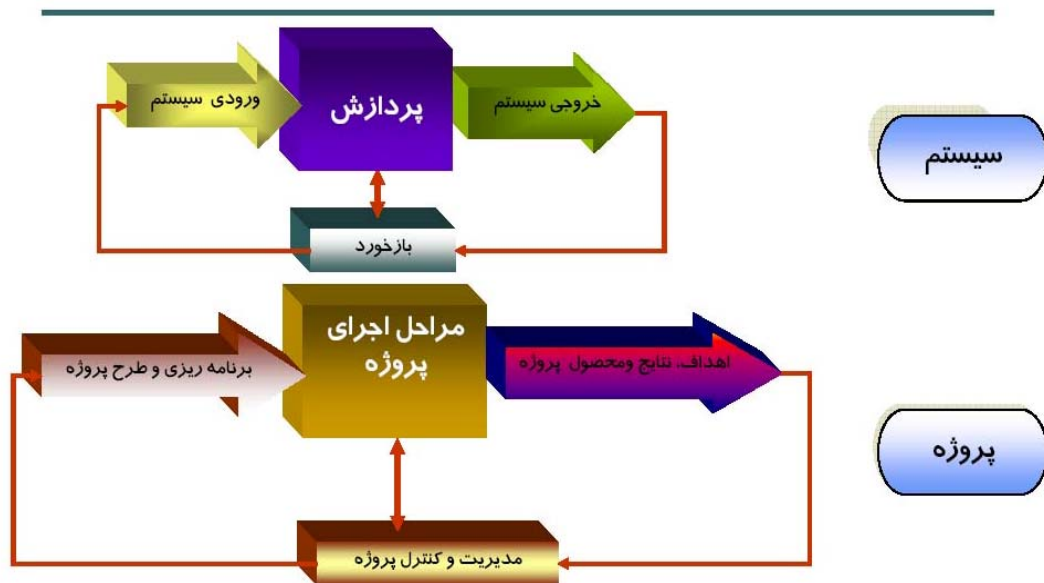 ورودی سیستم
پردازش
خروجی سیستم
سیستم
بازخورد
برنامه ریزی و طرح پروژه
مراحل اجرای
پروژه
اهداف، نتایج ومحصول پروژه
پروژه
مدیریت و کنترل پروژه